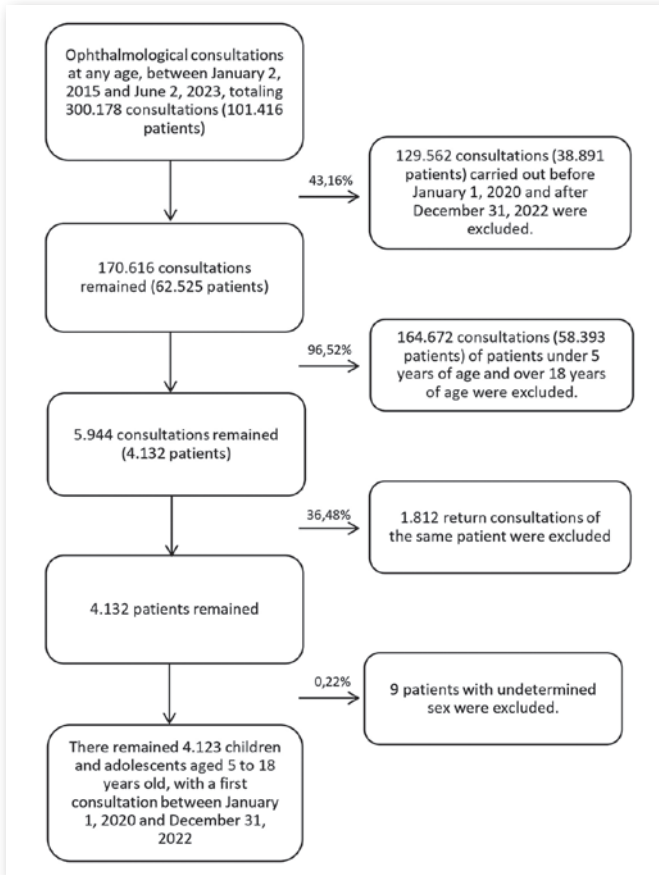 Ophthalmological consultations
at any age, between January 2,
2015 and June 2, 2023, totaling
300.178 consultations (101.416
patients)
43,16%
129.562 consultations (38.891
patients) carried out before
January 1, 2020 and after
December 31, 2022 were
excluded.
170.616 consultations
remained (62.525 patients)
96,52%
164.672 consultations (58.393
patients) of patients under 5
years of age and over 18 years
of age were excluded.
5.944 consultations remained
(4.132 patients)
36,48%
1.812 return consultations of
the same patient were excluded
4.132 patients remained
0,22%
9 patients with undetermined
sex were excluded.
There remained 4.123 children
and adolescents aged 5 to 18
years old, with a first
consultation between January
1, 2020 and December 31,
2022